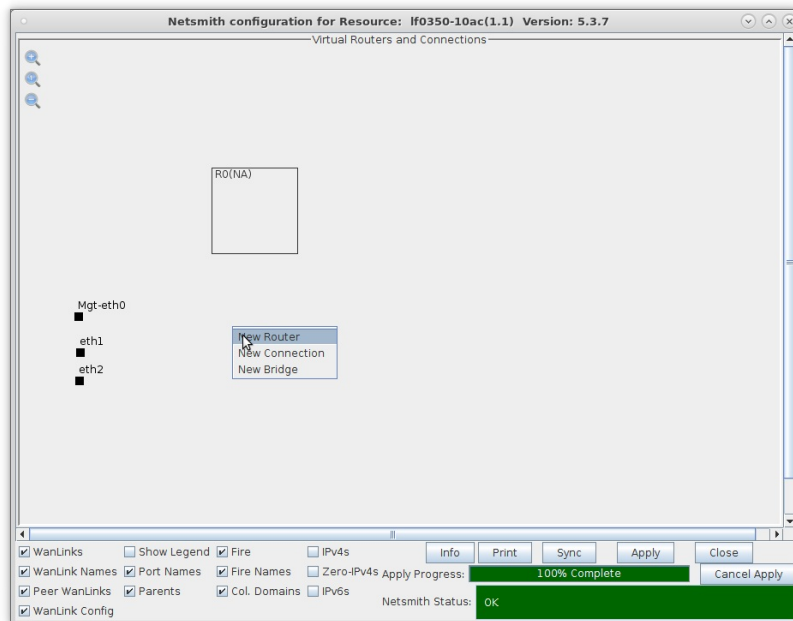 Netsmith configuration for Resource: lf0350-10ac(1.1) Version: 5.3.7
Virtual Routers and Connections
R0(NA)
Mgt-eth0
eth1
eth2
New Router
New Connection
New Bridge
WanLinks Show Legend Fire IPv4s Info Print Sync Apply Close
WanLink Names Port Names Fire Names Zero-IPv4s Apply Progress: 100% Complete Cancel Apply
Peer WanLinks Parents Col. Domains IPv6s Netsmith Status: OK
WanLink Config